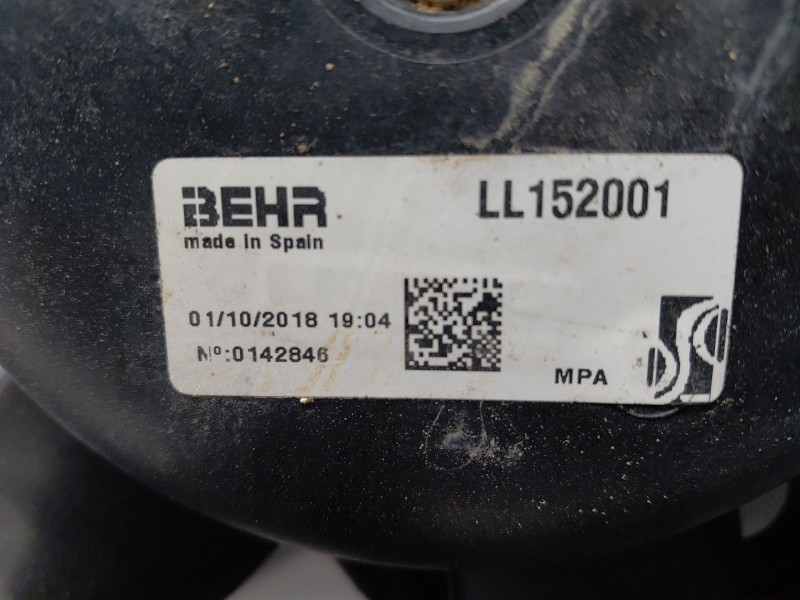 BEHR
LL152001
made in Spain
01/10/2018 19:04
Nº:0142846
MPA